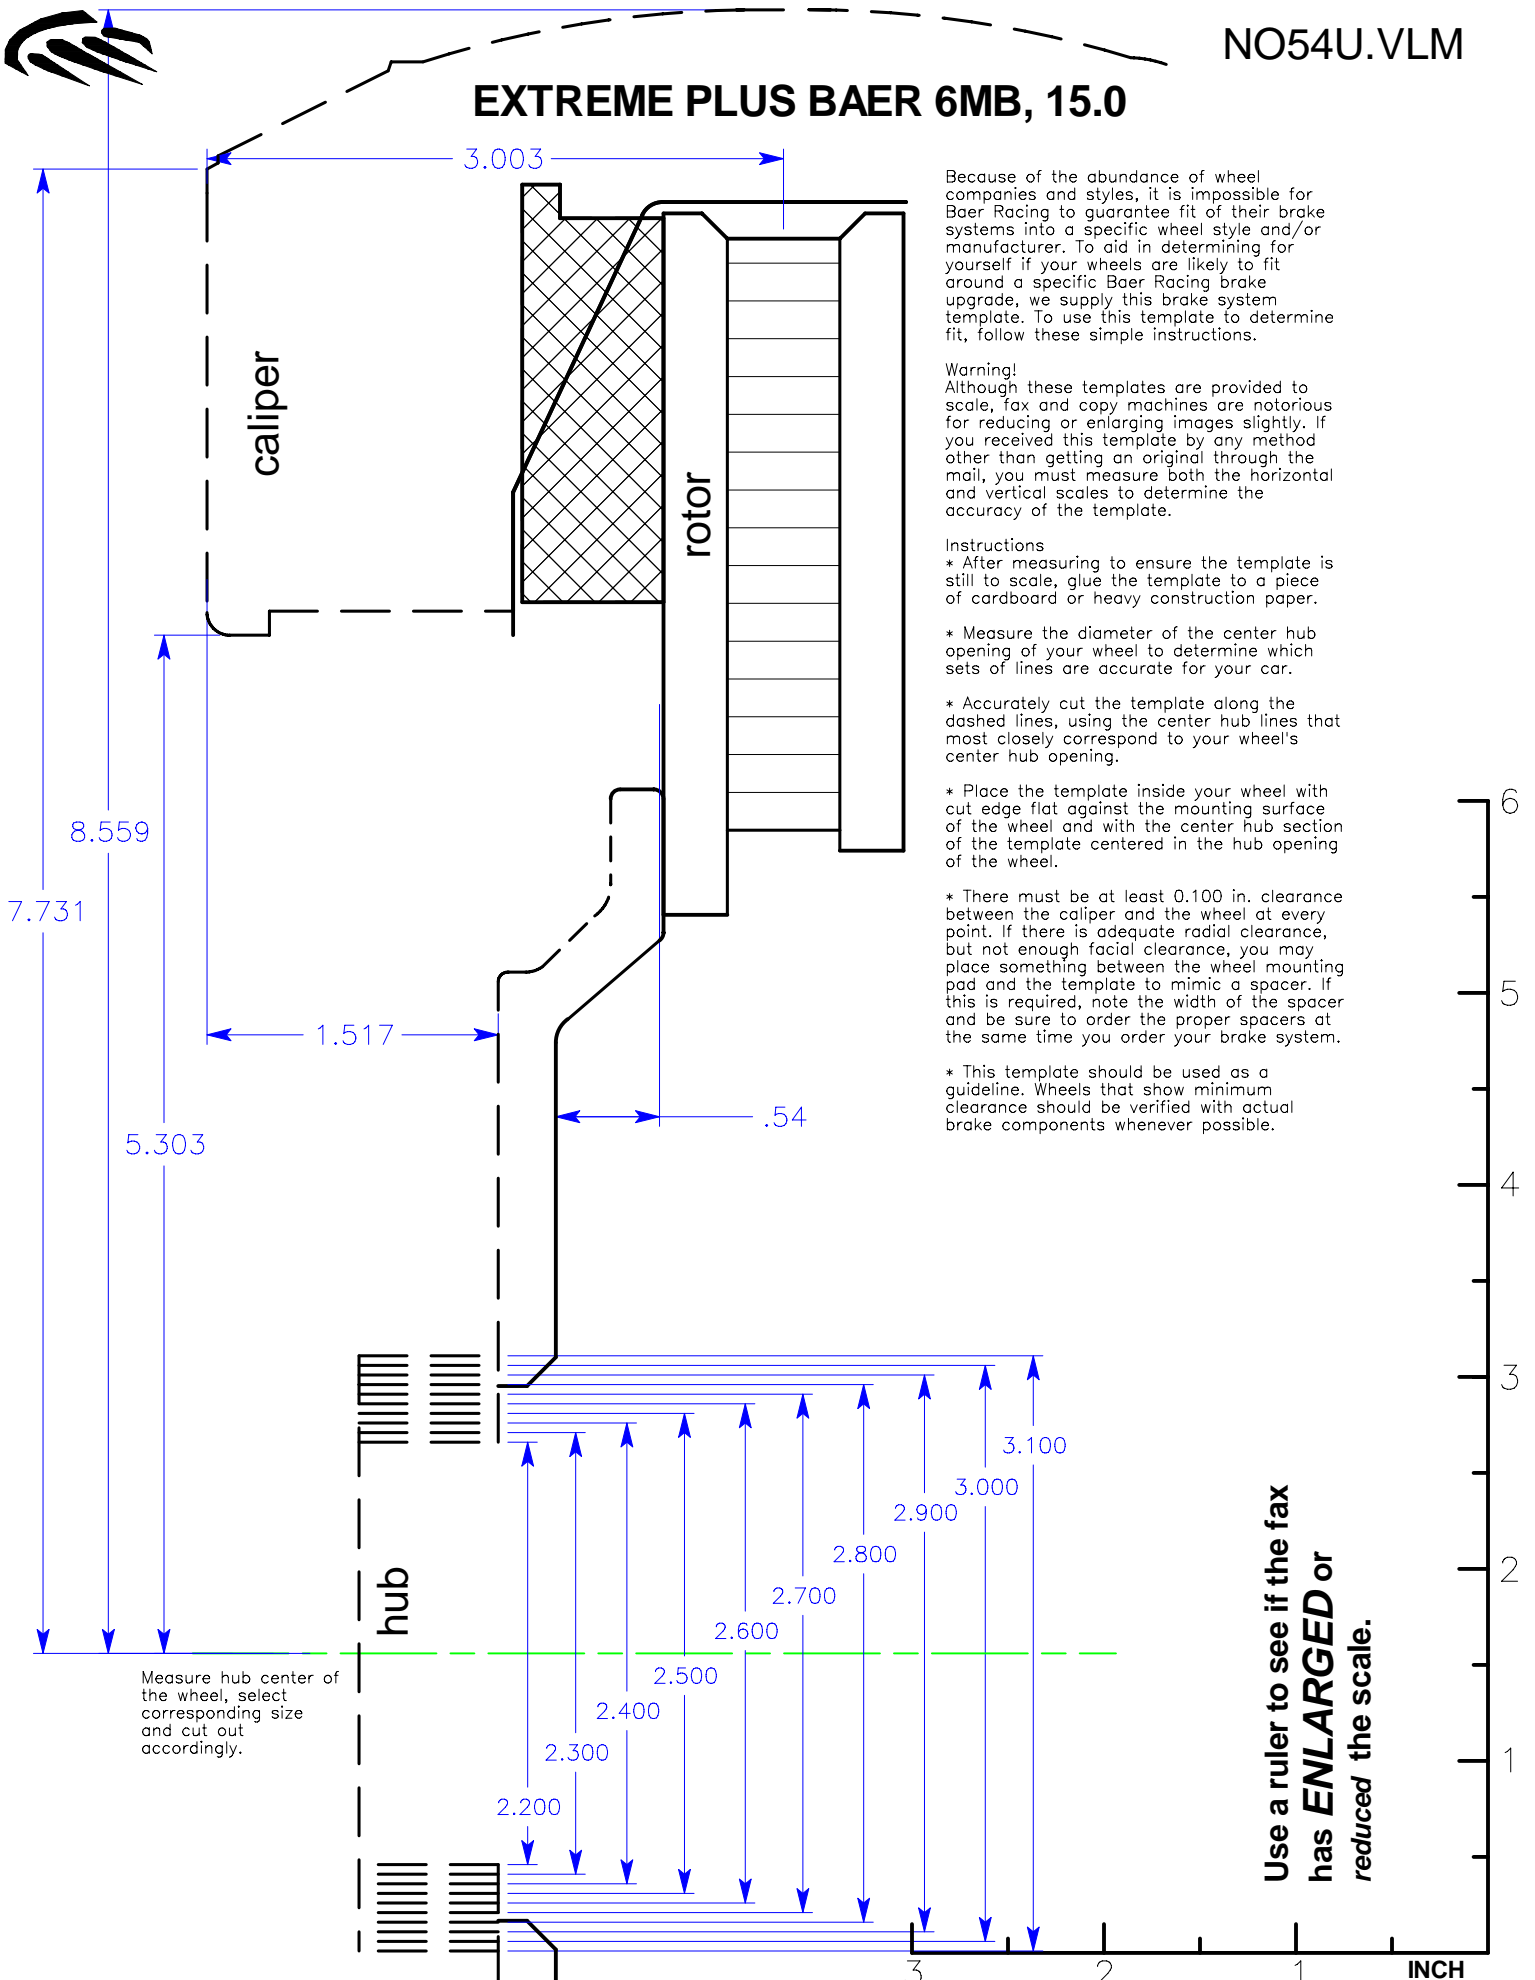 NO54U.VLM
EXTREME PLUS BAER 6MB, 15.0
3.003
Because of the abundance of wheel
companies and styles, it is impossible for
Baer Racing to guarantee fit of their brake
systems into a specific wheel style and/or
manufacturer. To aid in determining for
yourself if your wheels are likely to fit
around a specific Baer Racing brake
upgrade, we supply this brake system
template. To use this template to determine
fit, follow these simple instructions.
Warning!
Although these templates are provided to
scale, fax and copy machines are notorious
for reducing or enlarging images slightly. If
you received this template by any method
other than getting an original through the
mail, you must measure both the horizontal
and vertical scales to determine the
accuracy of the template.
Instructions
* After measuring to ensure the template is
still to scale, glue the template to a piece
of cardboard or heavy construction paper.
* Measure the diameter of the center hub
opening of your wheel to determine which
sets of lines are accurate for your car.
* Accurately cut the template along the
dashed lines, using the center hub lines that
most closely correspond to your wheel's
center hub opening.
* Place the template inside your wheel with
cut edge flat against the mounting surface
of the wheel and with the center hub section
of the template centered in the hub opening
of the wheel.
* There must be at least 0.100 in. clearance
between the caliper and the wheel at every
point. If there is adequate radial clearance,
but not enough facial clearance, you may
place something between the wheel mounting
pad and the template to mimic a spacer. If
this is required, note the width of the spacer
and be sure to order the proper spacers at
the same time you order your brake system.
* This template should be used as a
guideline. Wheels that show minimum
clearance should be verified with actual
brake components whenever possible.
caliper
rotor
8.559
7.731
1.517
.54
5.303
3.100
3.000
2.900
2.800
2.700
2.600
2.500
2.400
2.300
2.200
hub
Measure hub center of
the wheel, select
corresponding size
and cut out
accordingly.
Use a ruler to see if the fax
has ENLARGED or
reduced the scale.
6
5
4
3
2
1
3
2
1
INCH